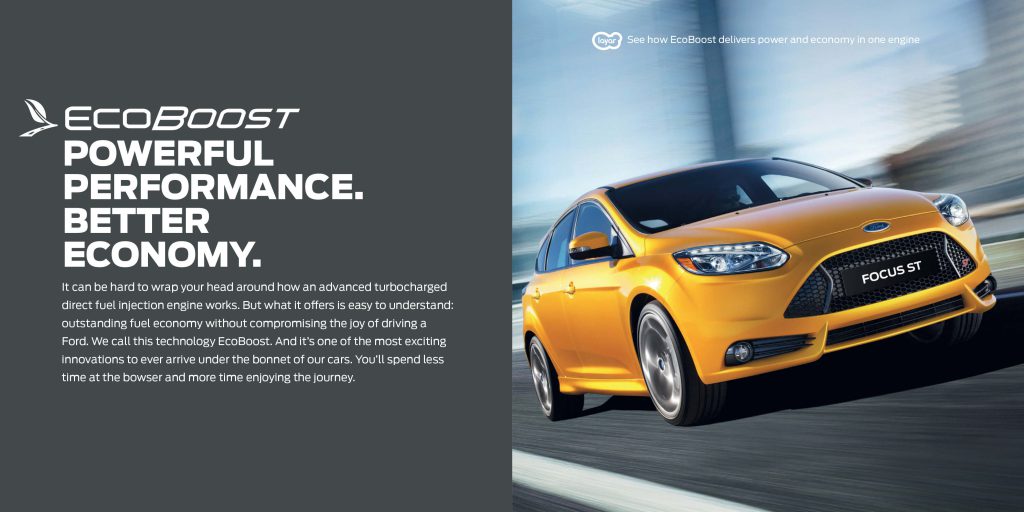 ECOBOOST
POWERFUL
PERFORMANCE.
BETTER
ECONOMY.
It can be hard to wrap your head around how an advanced turbocharged
direct fuel injection engine works. But what it offers is easy to understand:
outstanding fuel economy without compromising the joy of driving a
Ford. We call this technology EcoBoost. And it’s one of the most exciting
innovations to ever arrive under the bonnet of our cars. You’ll spend less
time at the bowser and more time enjoying the journey.
layar See how EcoBoost delivers power and economy in one engine
Ford
FOCUS ST